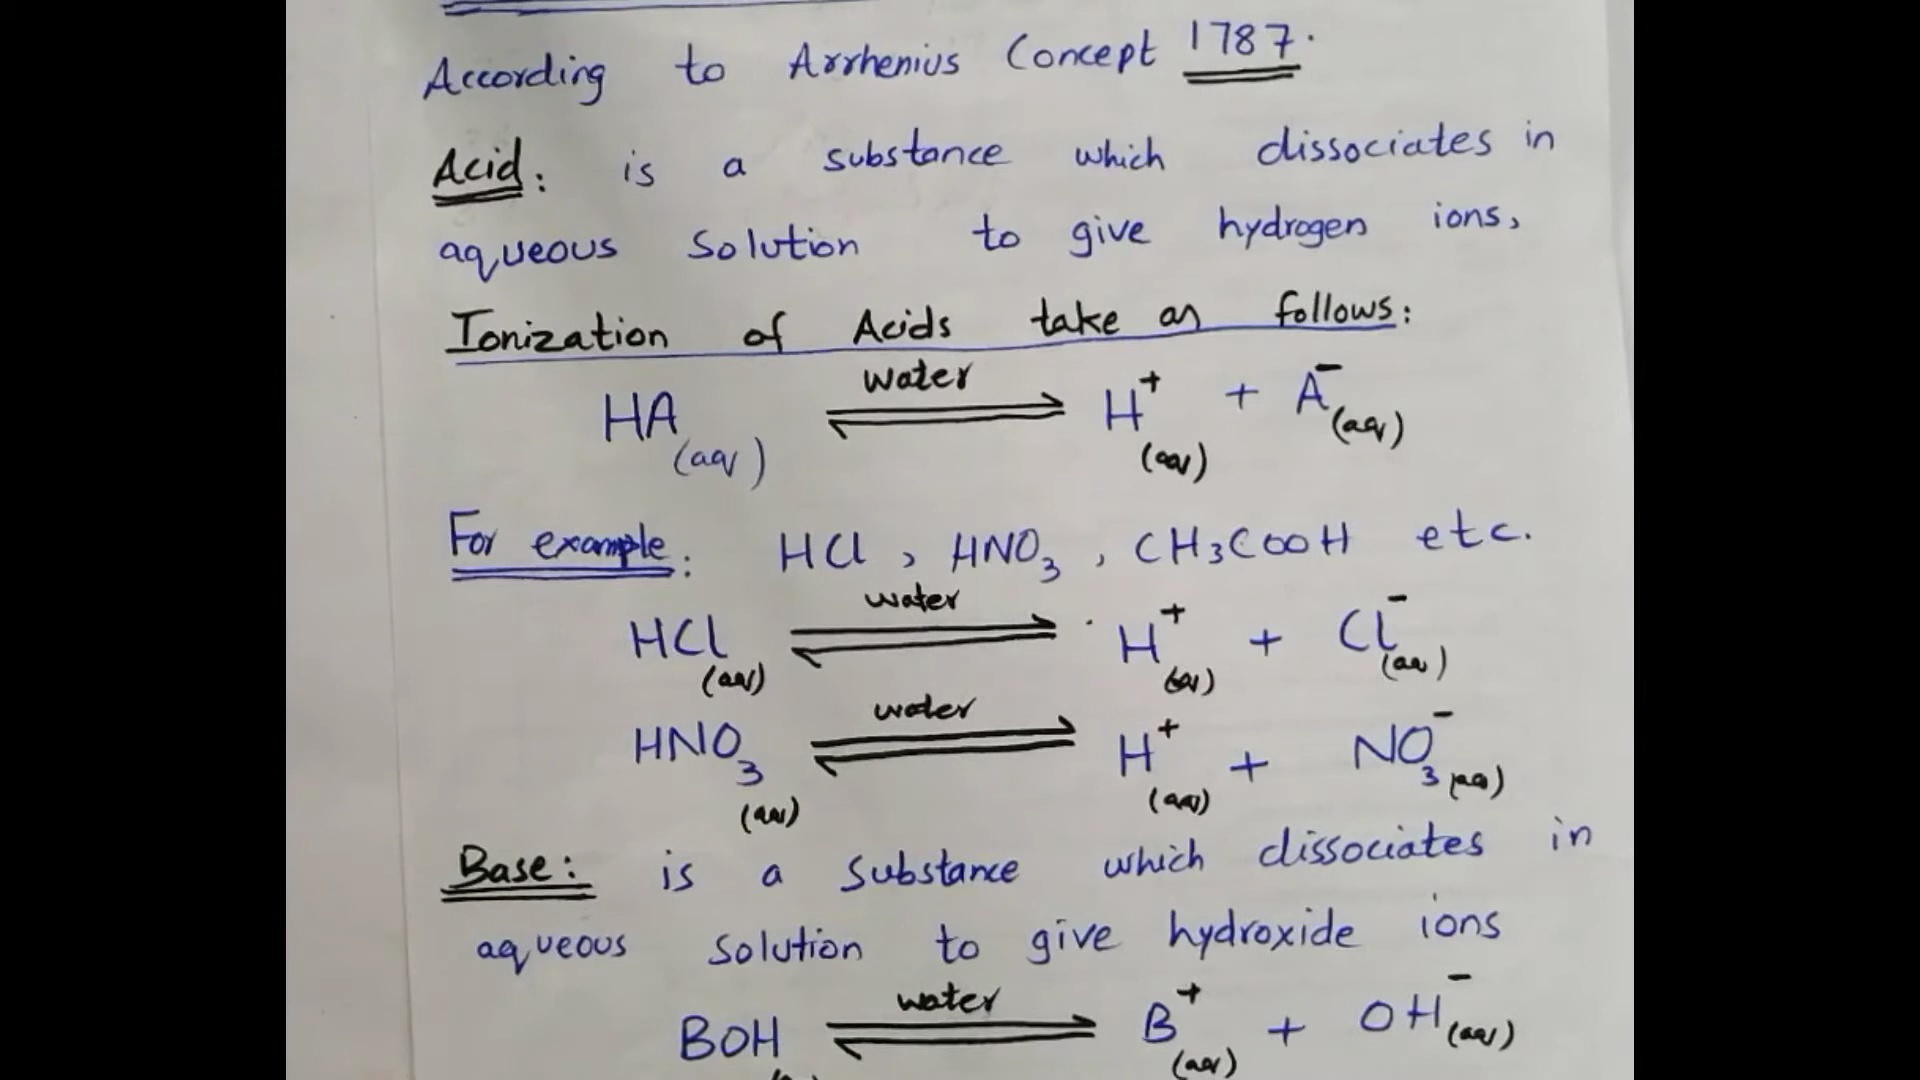 According to Arrhenius Concept 1787.
Acid: is a substance which dissociates in
aqueous solution to give hydrogen ions,
Ionization of Acids take as follows:
water
HA(aq) ⇌ H⁺(aq) + A⁻(aq)
For example: HCl, HNO₃, CH₃COOH etc.
water
HCl(aq) ⇌ H⁺(aq) + Cl⁻(aq)
water
HNO₃(aq) ⇌ H⁺(aq) + NO₃⁻(aq)
Base: is a substance which dissociates in
aqueous solution to give hydroxide ions
water
BOH ⇌ B⁺(aq) + OH⁻(aq)